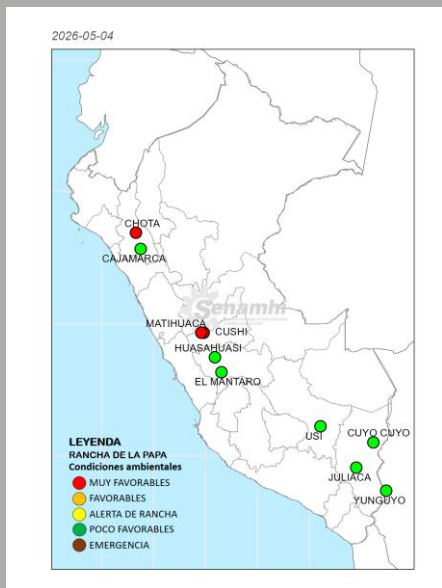 2026-05-04
CHOTA
CAJAMARCA
Senamhi
MATIHUACA
CUSHI
HUASAHUASI
EL MANTARO
USI
CUYO CUYO
JULIACA
YUNGUYO
LEYENDA
RANCHA DE LA PAPA
Condiciones ambientales
MUY FAVORABLES
FAVORABLES
ALERTA DE RANCHA
POCO FAVORABLES
EMERGENCIA